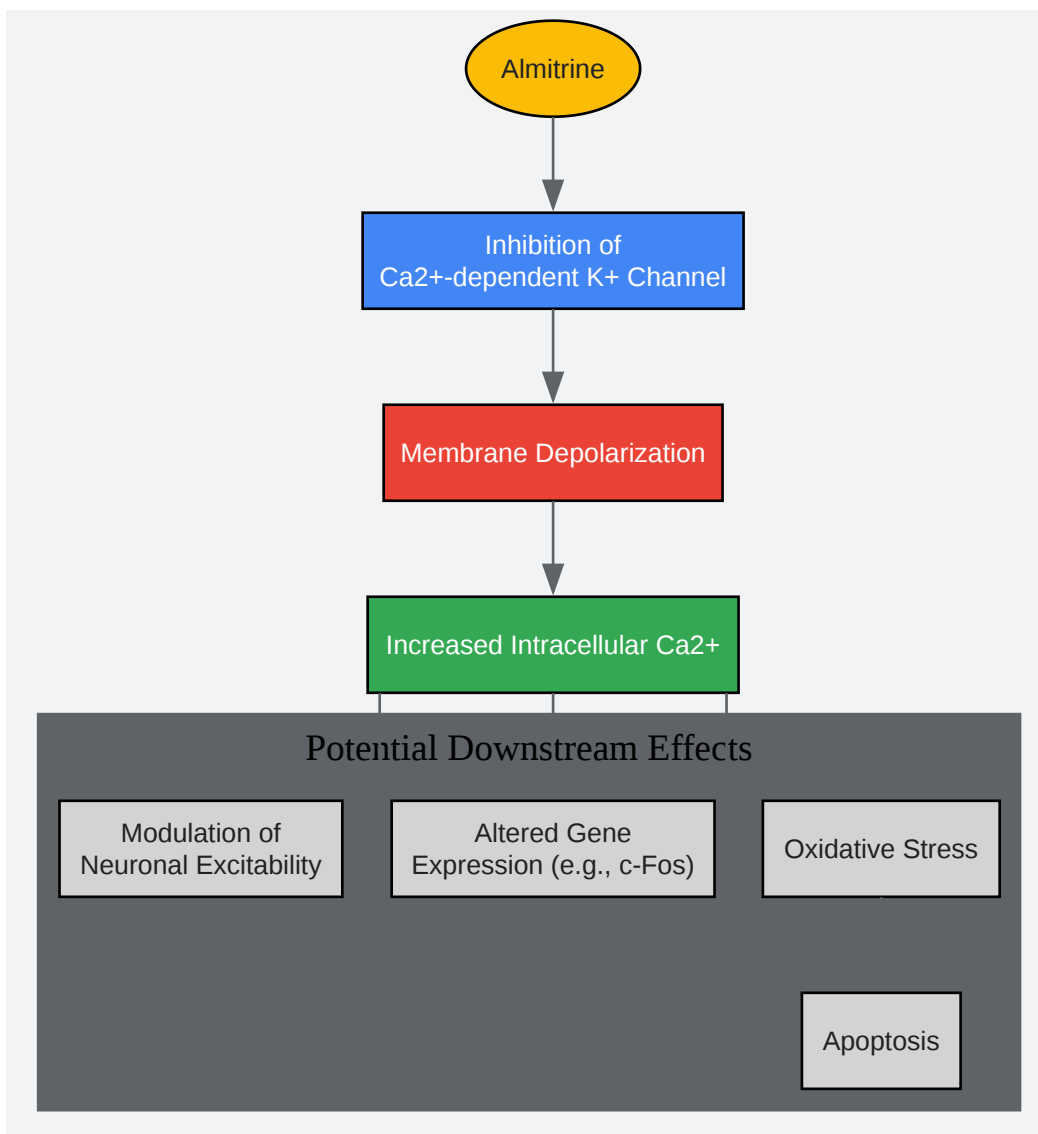 Almitrine
Inhibition of
Ca2+-dependent K+ Channel
Membrane Depolarization
Increased Intracellular Ca2+
Potential Downstream Effects
Modulation of
Neuronal Excitability
Altered Gene
Expression (e.g., c-Fos)
Oxidative Stress
Apoptosis